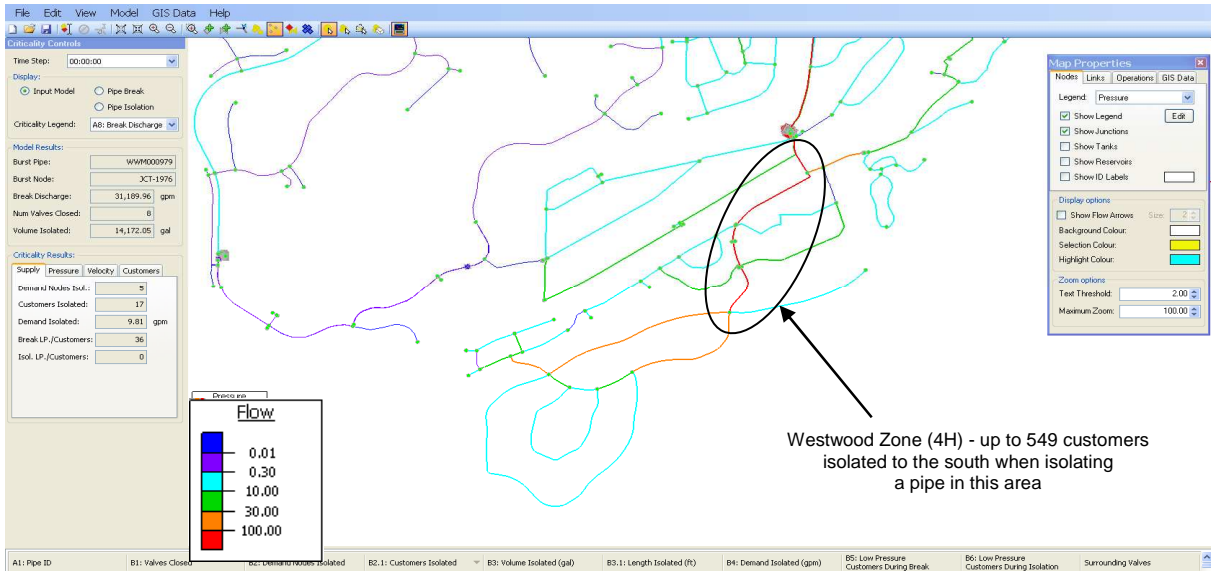 File Edit View Model GIS Data Help
Criticality Controls
Time Step: 00:00:00
Display:
Input Model Pipe Break
Pipe Isolation
Criticality Legend: A8: Break Discharge
Model Results:
Burst Pipe: WWM000979
Burst Node: JCT-1976
Break Discharge: 31,189.96 gpm
Num Valves Closed: 8
Volume Isolated: 14,172.05 gal
Criticality Results:
Supply Pressure Velocity Customers
Demand Nodes Isol.: 5
Customers Isolated: 17
Demand Isolated: 9.81 gpm
Break LP./Customers: 36
Isol. LP./Customers: 0
Pressure
Flow
0.01
0.30
10.00
30.00
100.00
Map Properties
Nodes Links Operations GIS Data
Legend: Pressure
Show Legend Edit
Show Junctions
Show Tanks
Show Reservoirs
Show ID Labels
Display options
Show Flow Arrows Size: 2
Background Colour:
Selection Colour:
Highlight Colour:
Zoom options
Text Threshold: 2.00
Maximum Zoom: 100.00
Westwood Zone (4H) - up to 549 customers
isolated to the south when isolating
a pipe in this area
A1: Pipe ID B1: Valves Closed B2: Demand Nodes Isolated B2.1: Customers Isolated B3: Volume Isolated (gal) B3.1: Length Isolated (ft) B4: Demand Isolated (gpm) B5: Low Pressure Customers During Break B6: Low Pressure Customers During Isolation Surrounding Valves